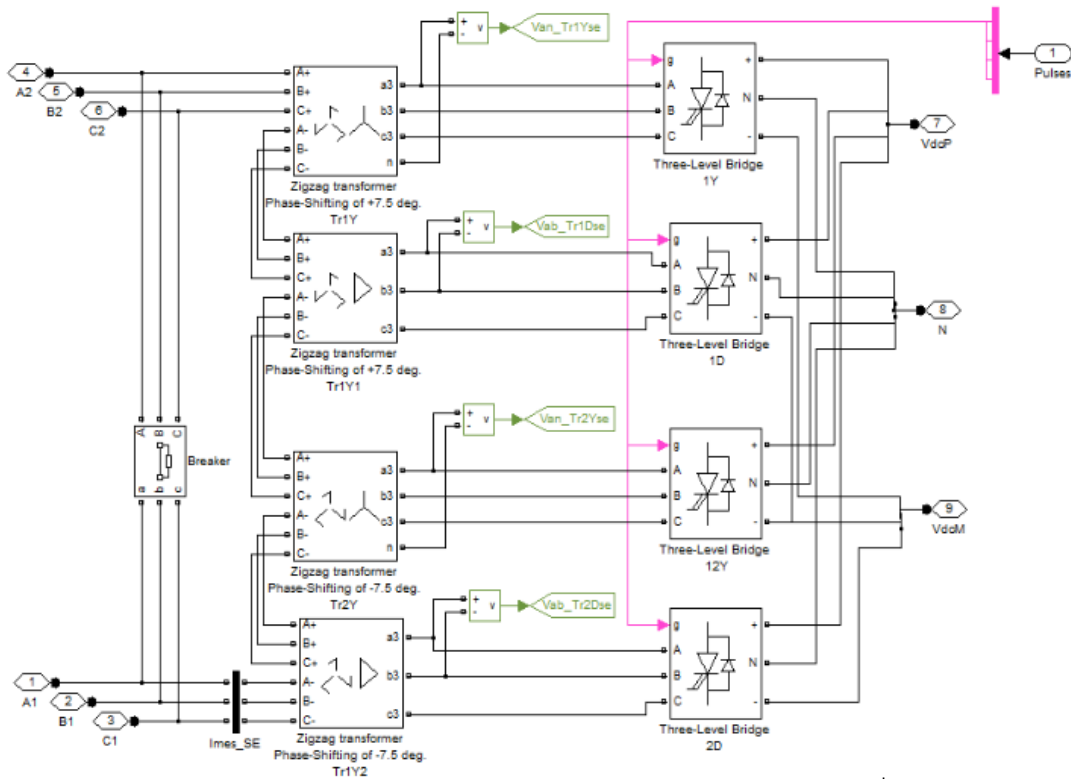 4
A2
5
B2
6
C2
A+
B+
C+
A-
B-
C-
a3
b3
c3
n
Zigzag transformer
Phase-Shifting of +7.5 deg.
Tr1Y
+
-
v
Van_Tr1Yse
g
A
B
C
+
N
-
Three-Level Bridge
1Y
1
Pulses
7
VdcP
A+
B+
C+
A-
B-
C-
a3
b3
c3
Zigzag transformer
Phase-Shifting of +7.5 deg.
Tr1Y1
+
-
v
Vab_Tr1Dse
g
A
B
C
+
N
-
Three-Level Bridge
1D
8
N
A
B
C
a
b
c
Breaker
A+
B+
C+
A-
B-
C-
a3
b3
c3
n
Zigzag transformer
Phase-Shifting of -7.5 deg.
Tr2Y
+
-
v
Van_Tr2Yse
g
A
B
C
+
N
-
Three-Level Bridge
12Y
9
VdcM
1
A1
2
B1
3
C1
Imes_SE
A+
B+
C+
A-
B-
C-
a3
b3
c3
Zigzag transformer
Phase-Shifting of -7.5 deg.
Tr1Y2
+
-
v
Vab_Tr2Dse
g
A
B
C
+
N
-
Three-Level Bridge
2D